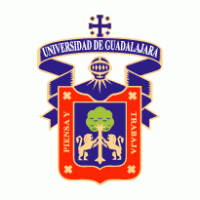 UNIVERSIDAD DE GUADALAJARA
PIENSA Y
TRABAJA